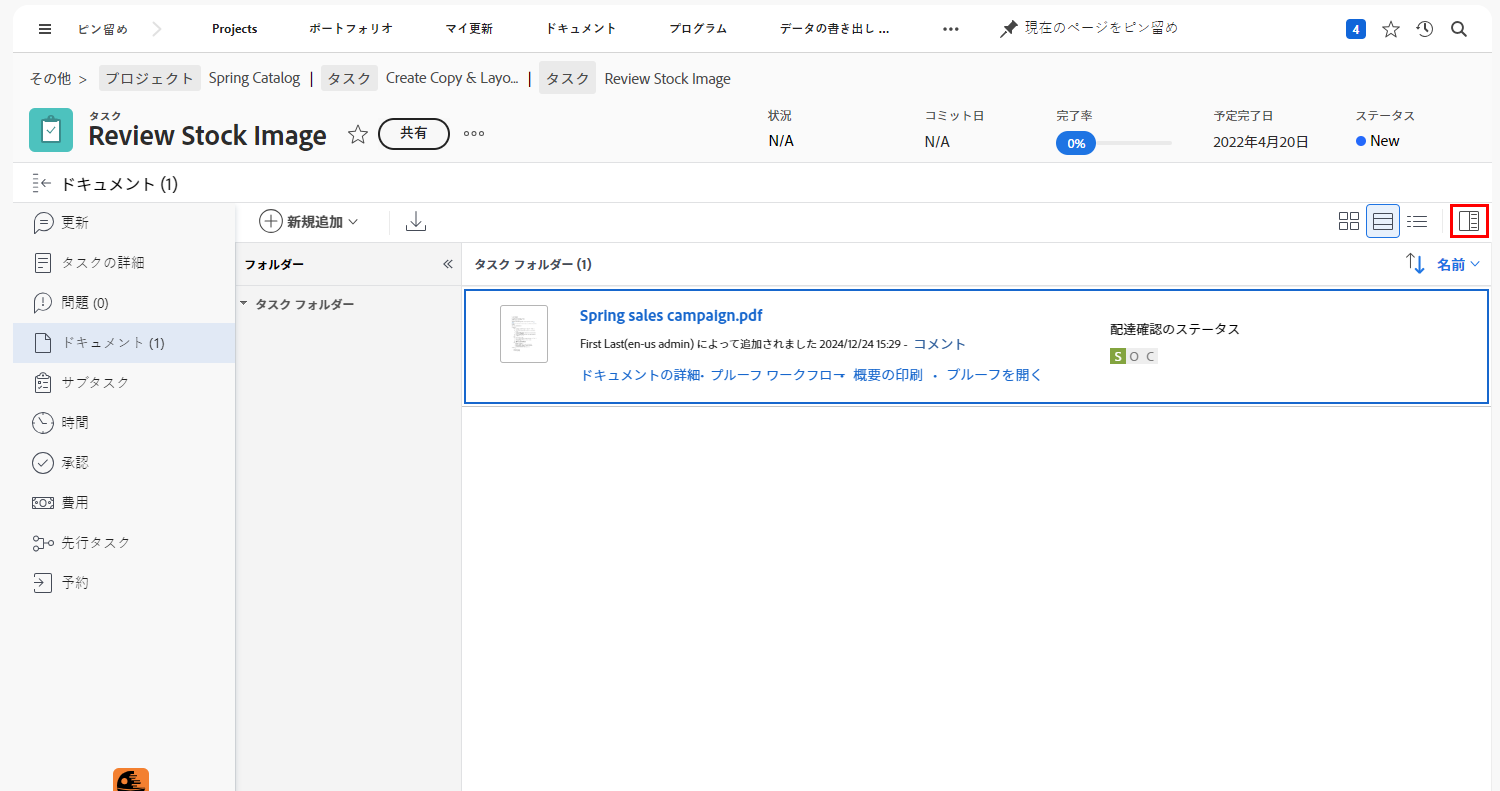 ピン留め Projects ポートフォリオ マイ更新 ドキュメント プログラム データの書き出し ... 現在のページをピン留め 4
その他 > プロジェクト Spring Catalog | タスク Create Copy & Layo... | タスク Review Stock Image
タスク
Review Stock Image 共有
状況 コミット日 完了率 予定完了日 ステータス
N/A N/A 0% 2022年4月20日 New
ドキュメント (1)
更新
タスクの詳細
問題 (0)
ドキュメント (1)
サブタスク
時間
承認
費用
先行タスク
予約
新規追加
フォルダー
タスク フォルダー
タスク フォルダー (1) 名前
Spring sales campaign.pdf
First Last(en-us admin) によって追加されました 2024/12/24 15:29 - コメント
ドキュメントの詳細・ プルーフ ワークフロー 概要の印刷 ・ プルーフを開く
配達確認のステータス
S O C